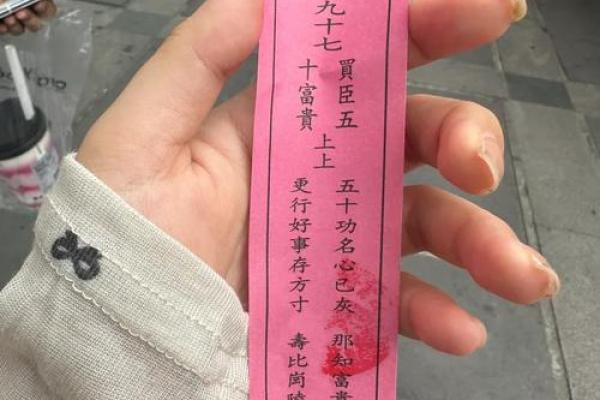 九十七
買臣五
十富貴
上上
五十功名心已灰 那知富貴
更行好事存方寸 壽比岡陵